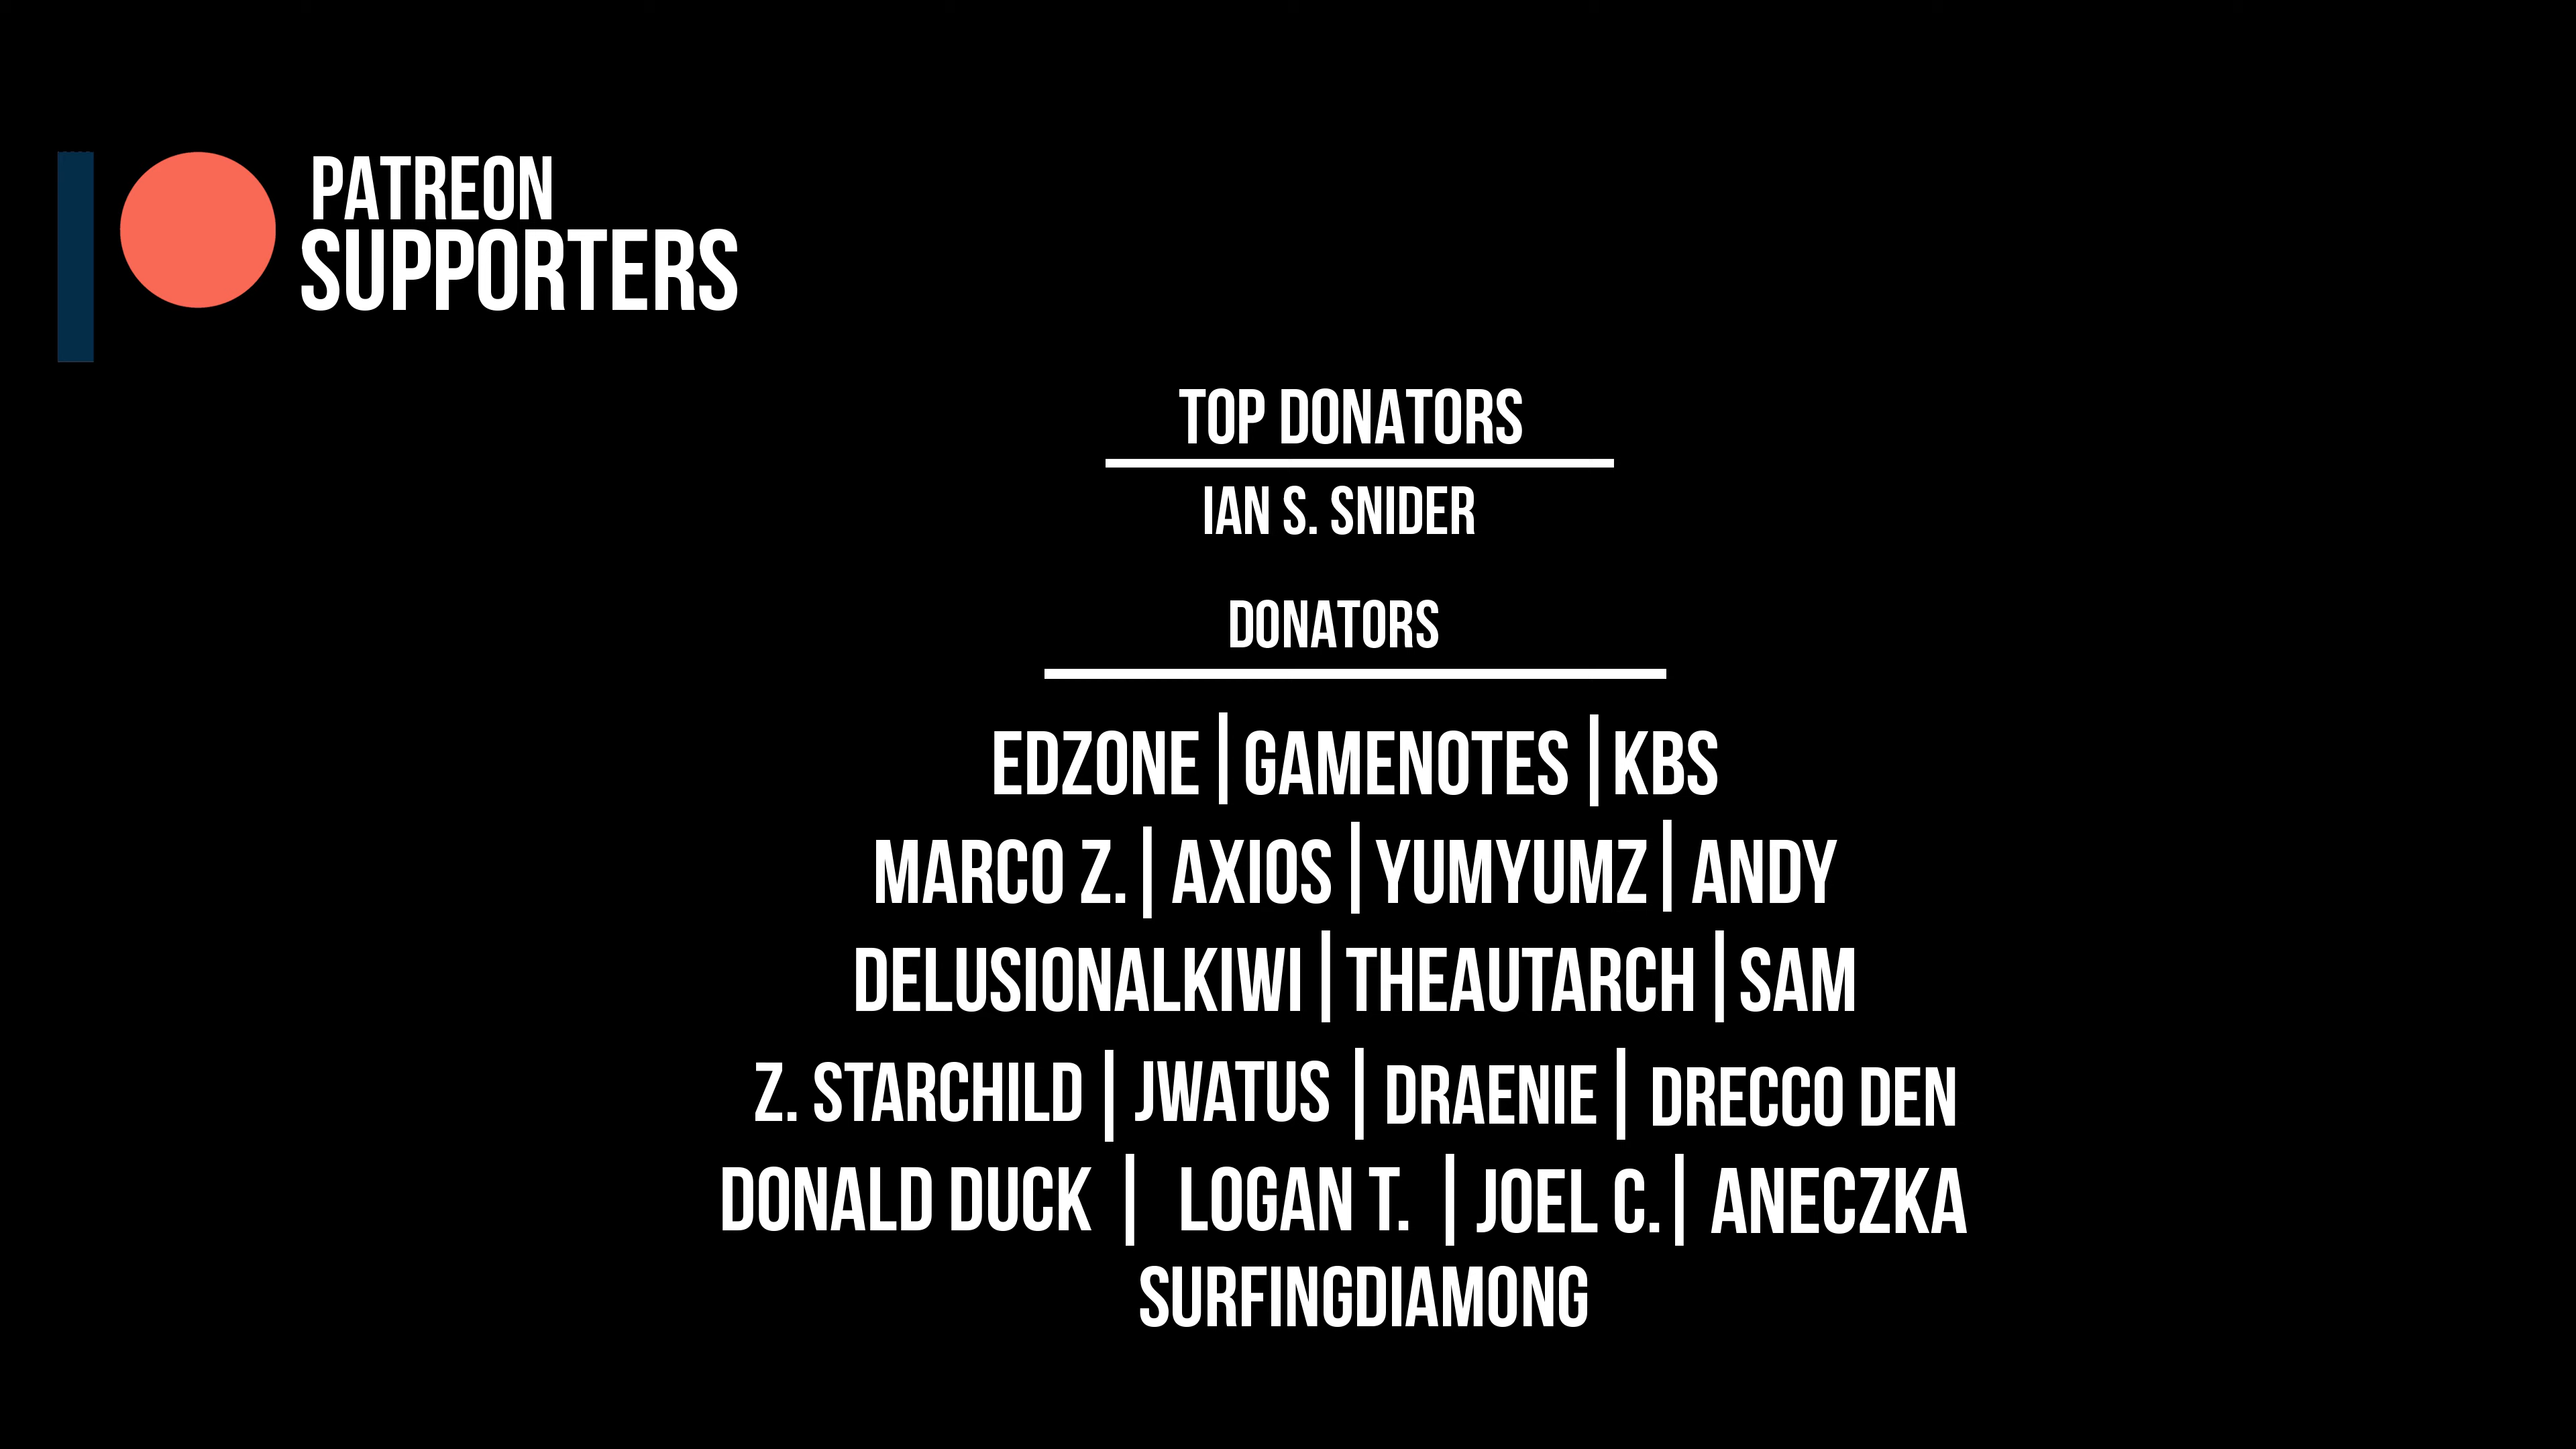 PATREON
SUPPORTERS
TOP DONATORS
IAN S. SNIDER
DONATORS
EDZONE | GAMENOTES | KBS
MARCO Z. | AXIOS | YUMYUMZ | ANDY
DELUSIONALKIWI | THEAUTARCH | SAM
Z. STARCHILD | JWATUS | DRAENIE | DRECCO DEN
DONALD DUCK | LOGAN T. | JOEL C. | ANECZKA
SURFINGDIAMONG